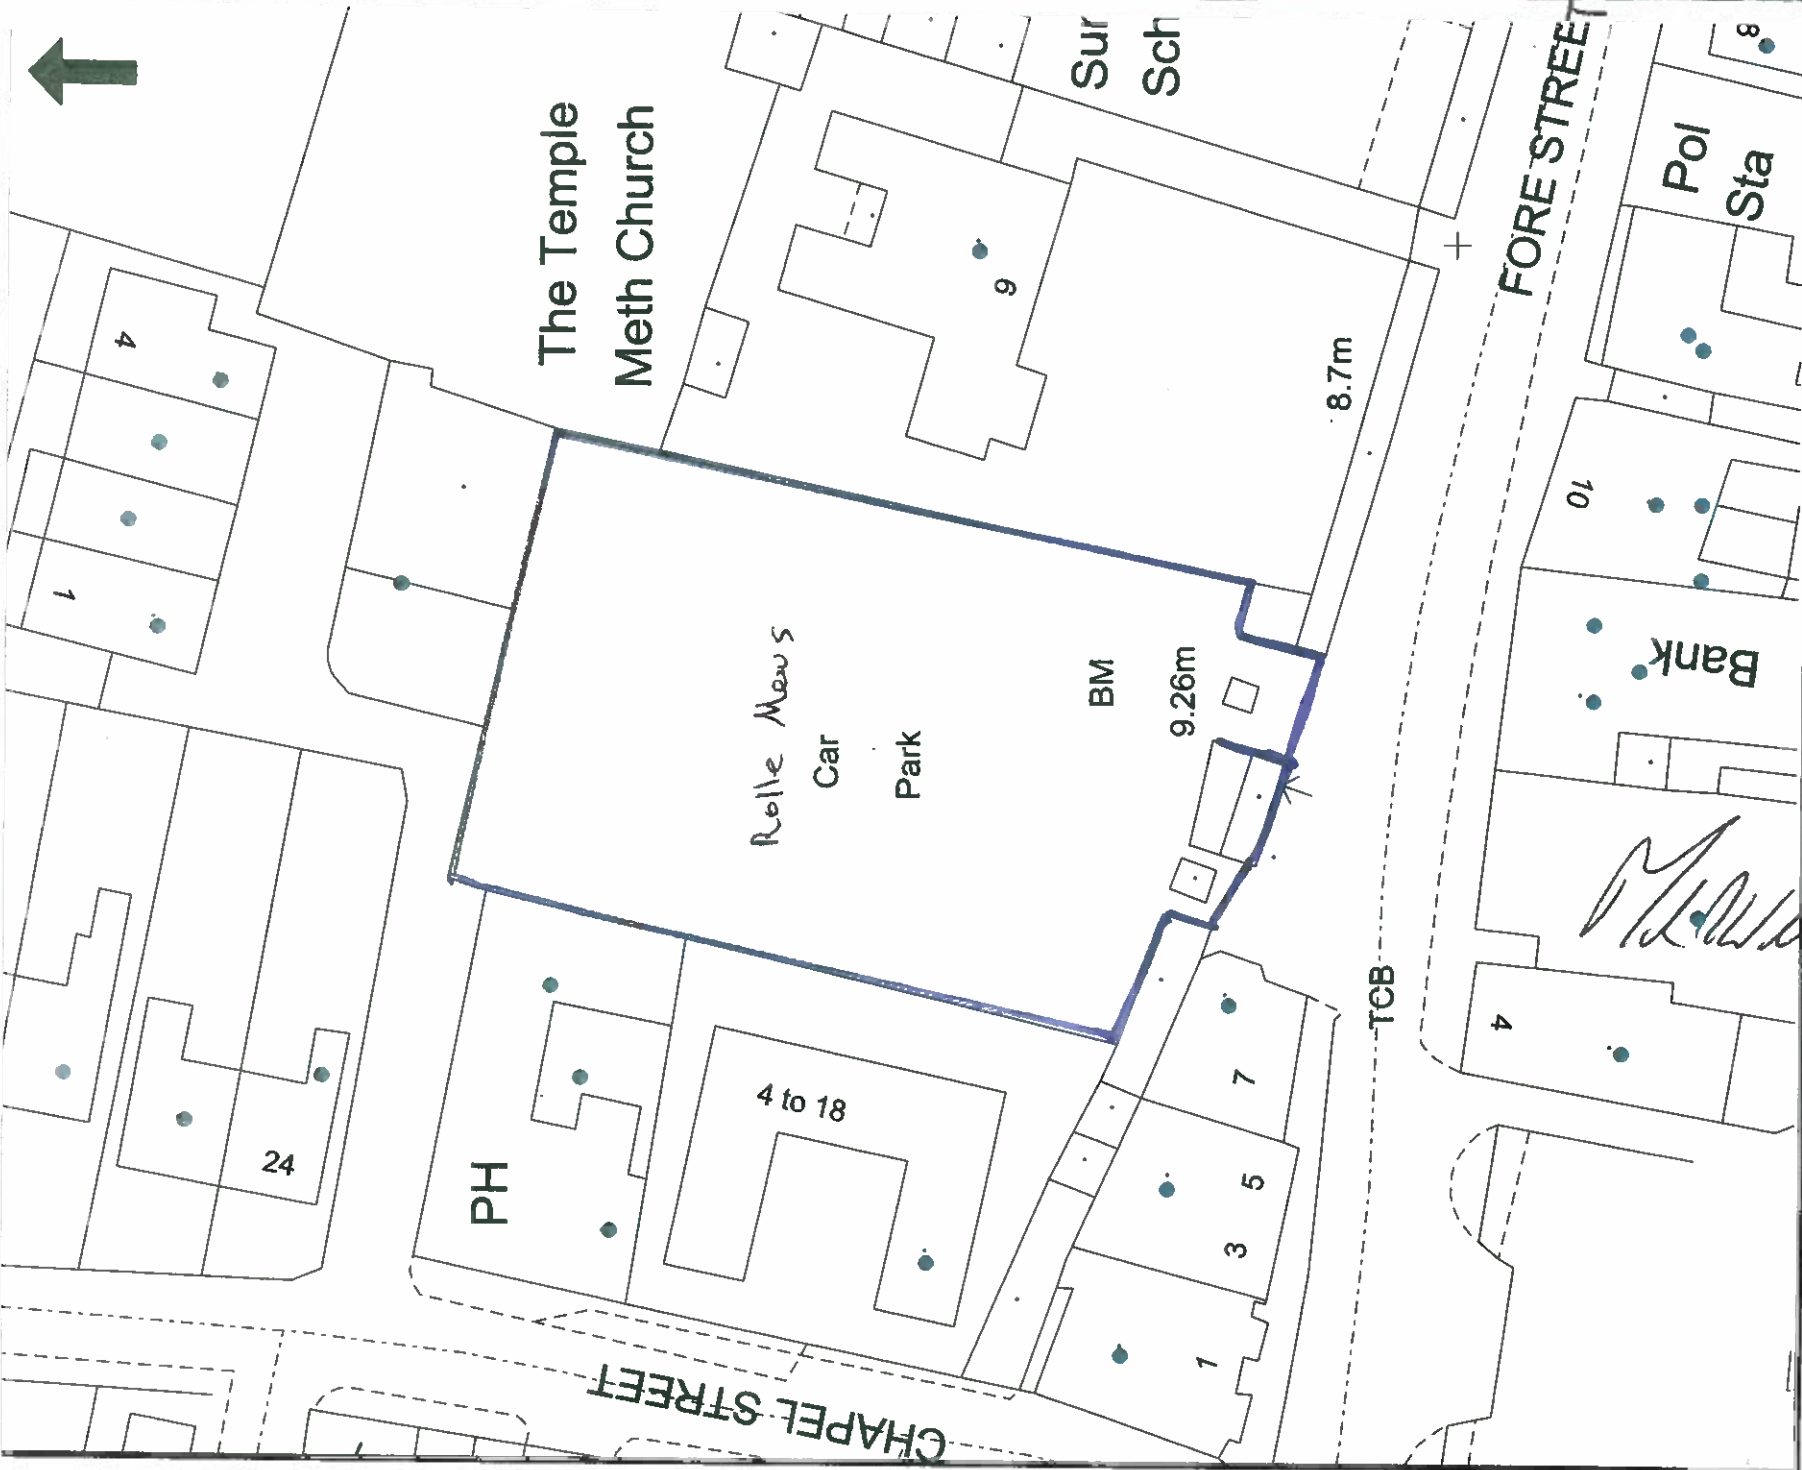 The Temple
Meth Church
Sur
Sch
FORE STREE
Pol
Sta
8
4
1
9
8.7m
10
Bank
Rolle Mews
Car
Park
BM
9.26m
TCB
4
24
PH
4 to 18
7
5
3
1
CHAPEL STREET